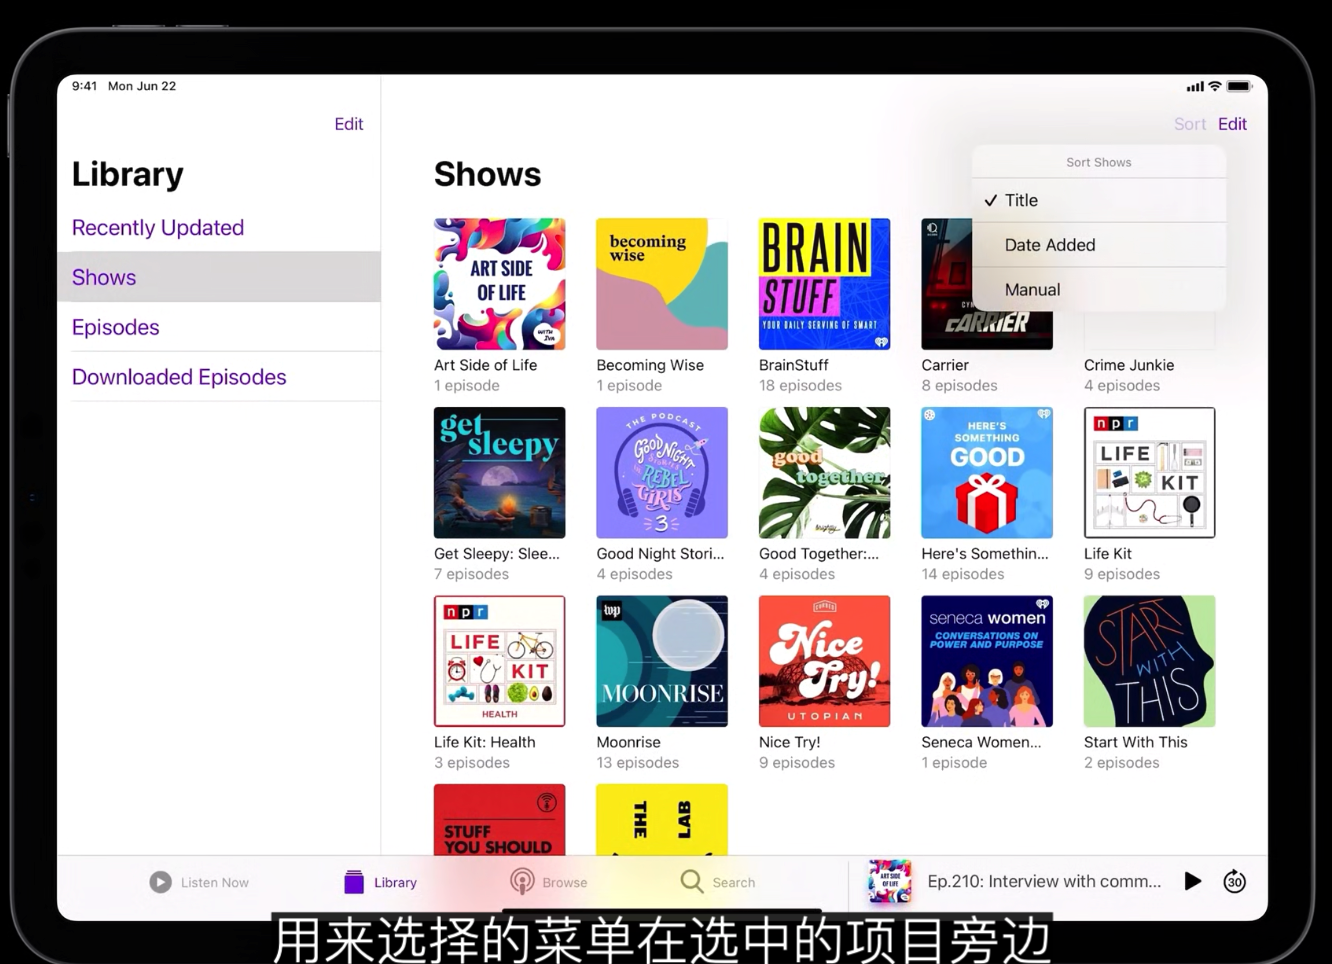 9:41 Mon Jun 22
Edit
Sort Edit
Library
Recently Updated
Shows
Episodes
Downloaded Episodes
Shows
Sort Shows
Title
Date Added
Manual
ART SIDE
OF LIFE
WITH
IVA
becoming
wise
BRAIN
STUFF
YOUR DAILY SERVING OF SMART
CARRIER
Art Side of Life
1 episode
Becoming Wise
1 episode
BrainStuff
18 episodes
Carrier
8 episodes
Crime Junkie
4 episodes
get
sleepy
THE PODCAST
GOOD NIGHT
STORIES
REBEL
GIRLS
3
good
together
HERE'S
SOMETHING
GOOD
npr
LIFE
KIT
Get Sleepy: Slee...
7 episodes
Good Night Stori...
4 episodes
Good Together:...
4 episodes
Here's Somethin...
14 episodes
Life Kit
9 episodes
npr
LIFE
KIT
HEALTH
wp
MOONRISE
CURBED
Nice
Try!
UTOPIAN
seneca women
CONVERSATIONS ON
POWER AND PURPOSE
START
WITH
THIS
Life Kit: Health
3 episodes
Moonrise
13 episodes
Nice Try!
9 episodes
Seneca Women...
1 episode
Start With This
2 episodes
STUFF
YOU SHOULD
THE
LAB
Listen Now
Library
Browse
Search
ART SIDE
OF LIFE
Ep.210: Interview with comm...
30
用来选择的菜单在选中的项目旁边